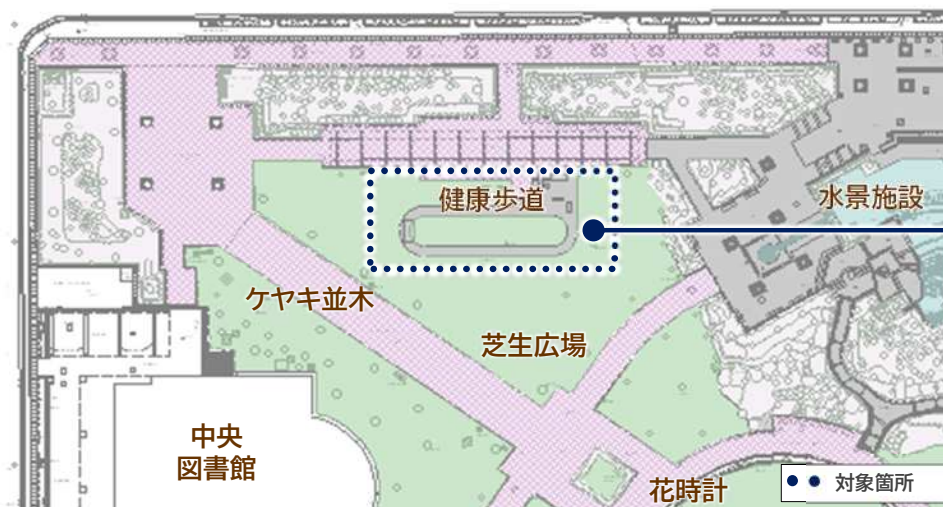 健康歩道
水景施設
ケヤキ並木
芝生広場
中央
図書館
花時計
対象箇所